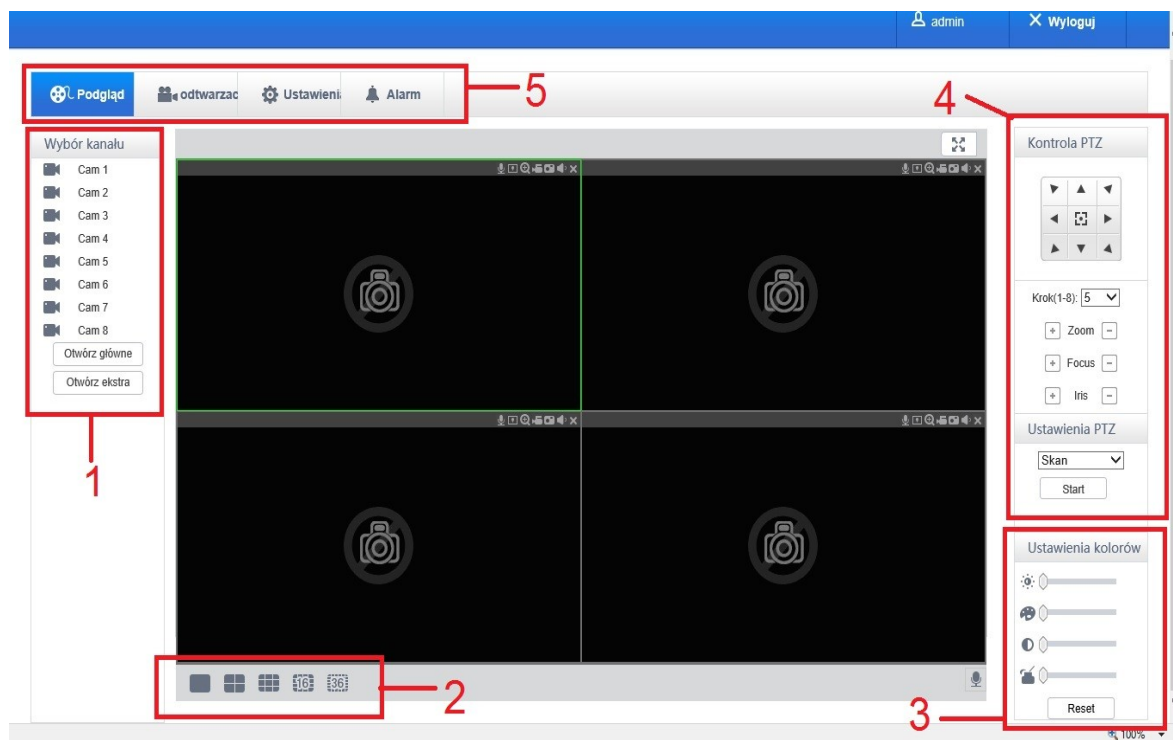 admin
Wyloguj
Podgląd
odtwarzac
Ustawieni
Alarm
5
4
Wybór kanału
Cam 1
Cam 2
Cam 3
Cam 4
Cam 5
Cam 6
Cam 7
Cam 8
Otwórz główne
Otwórz ekstra
1
Kontrola PTZ
Krok(1-8): 5
+ Zoom −
+ Focus −
+ Iris −
Ustawienia PTZ
Skan
Start
Ustawienia kolorów
Reset
3
16
36
2
100%